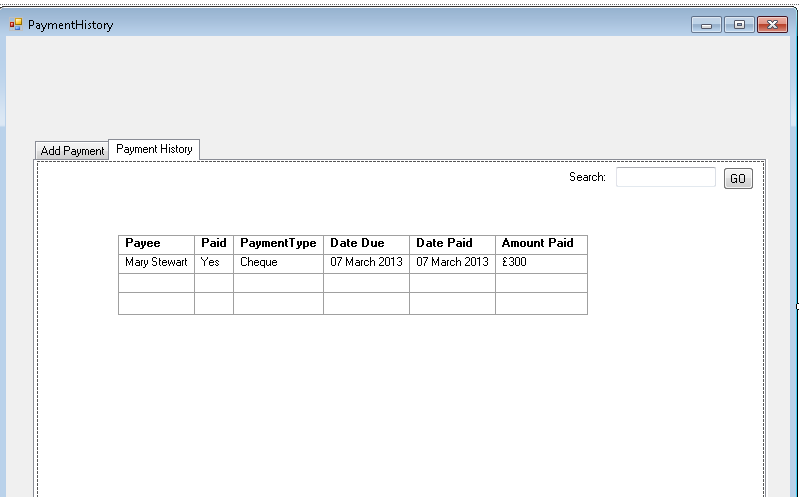 PaymentHistory
Add Payment Payment History
Search: GO
Payee Paid PaymentType Date Due Date Paid Amount Paid
Mary Stewart Yes Cheque 07 March 2013 07 March 2013 £300